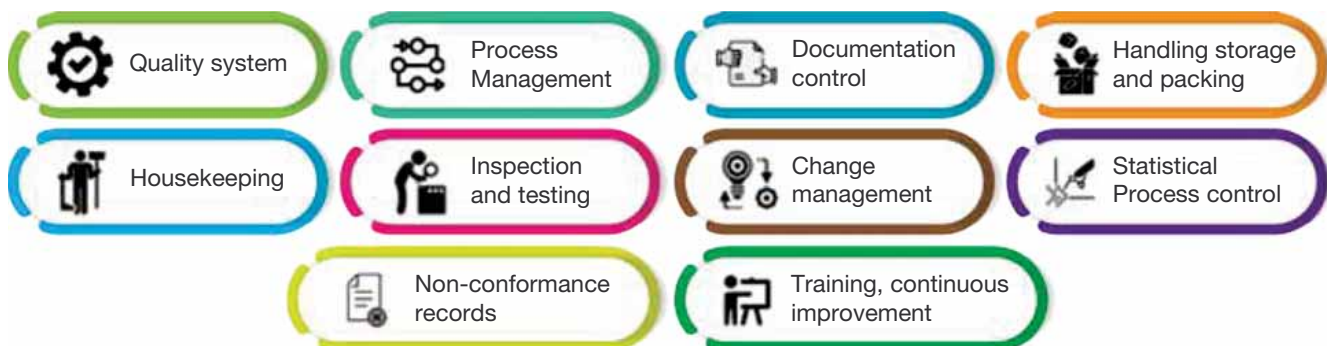 Quality system
Process
Management
Documentation
control
Handling storage
and packing
Housekeeping
Inspection
and testing
Change
management
Statistical
Process control
Non-conformance
records
Training, continuous
improvement